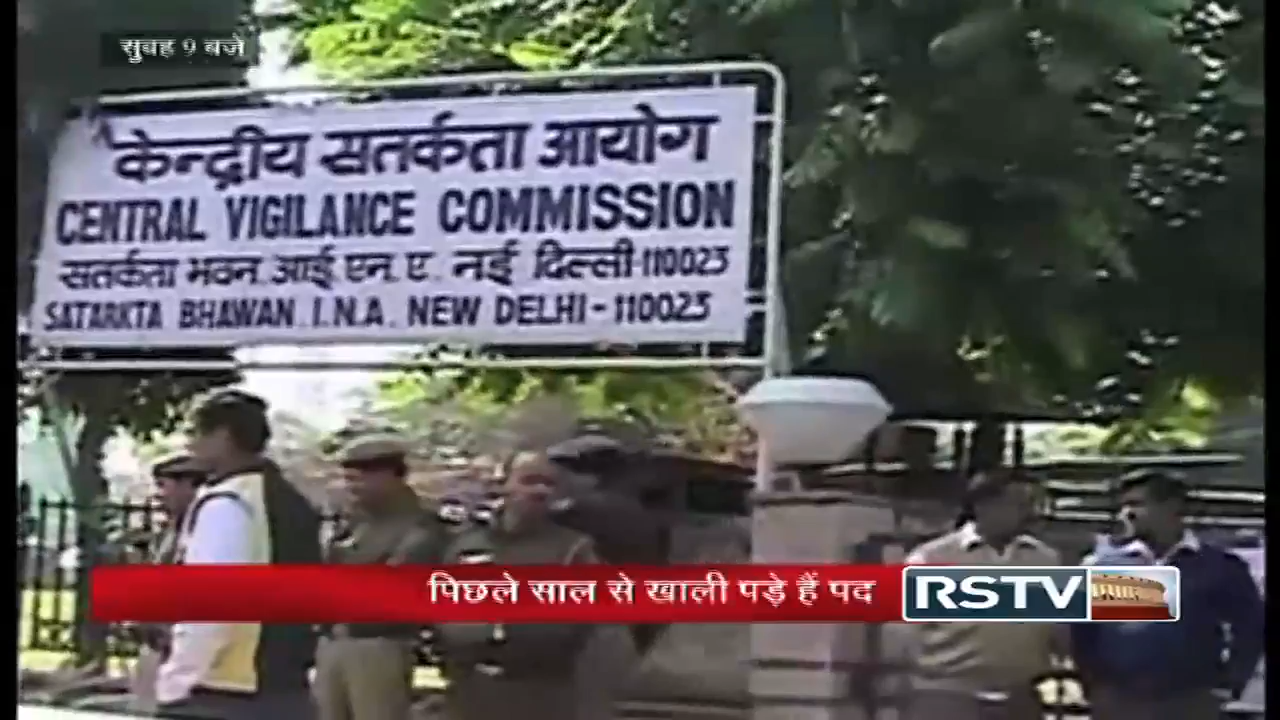 सुबह 9 बजे
केन्द्रीय सतर्कता आयोग
CENTRAL VIGILANCE COMMISSION
सतर्कता भवन. आई. एन. ए. नई दिल्ली-110023
SATARKTA BHAWAN. I.N.A. NEW DELHI - 110023
पिछले साल से खाली पड़े हैं पद
RSTV